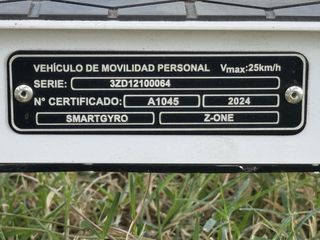 VEHÍCULO DE MOVILIDAD PERSONAL Vmax:25km/h
SERIE: 3ZD12100064
Nº CERTIFICADO: A1045 2024
SMARTGYRO Z-ONE